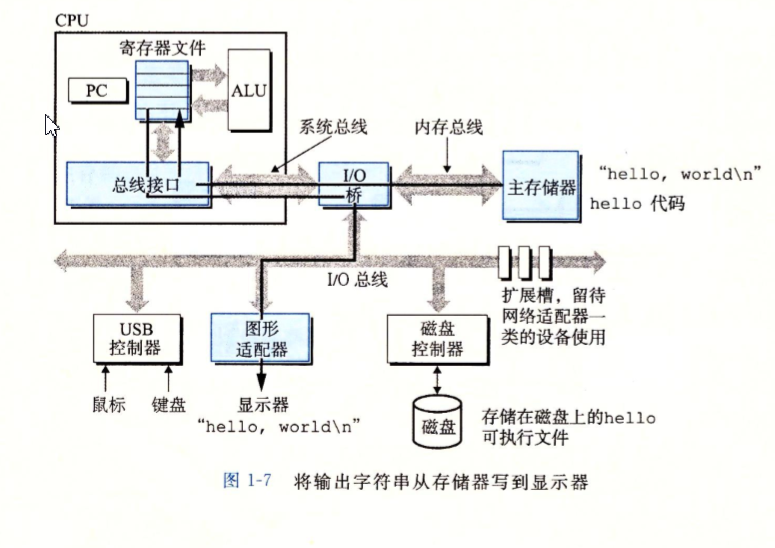 CPU
寄存器文件
PC
ALU
系统总线
内存总线
总线接口
I/O
桥
主存储器
“hello, world\n”
hello 代码
I/O 总线
扩展槽，留待
网络适配器一
类的设备使用
USB
控制器
图形
适配器
磁盘
控制器
鼠标
键盘
显示器
“hello, world\n”
磁盘
存储在磁盘上的hello
可执行文件
图 1-7 将输出字符串从存储器写到显示器